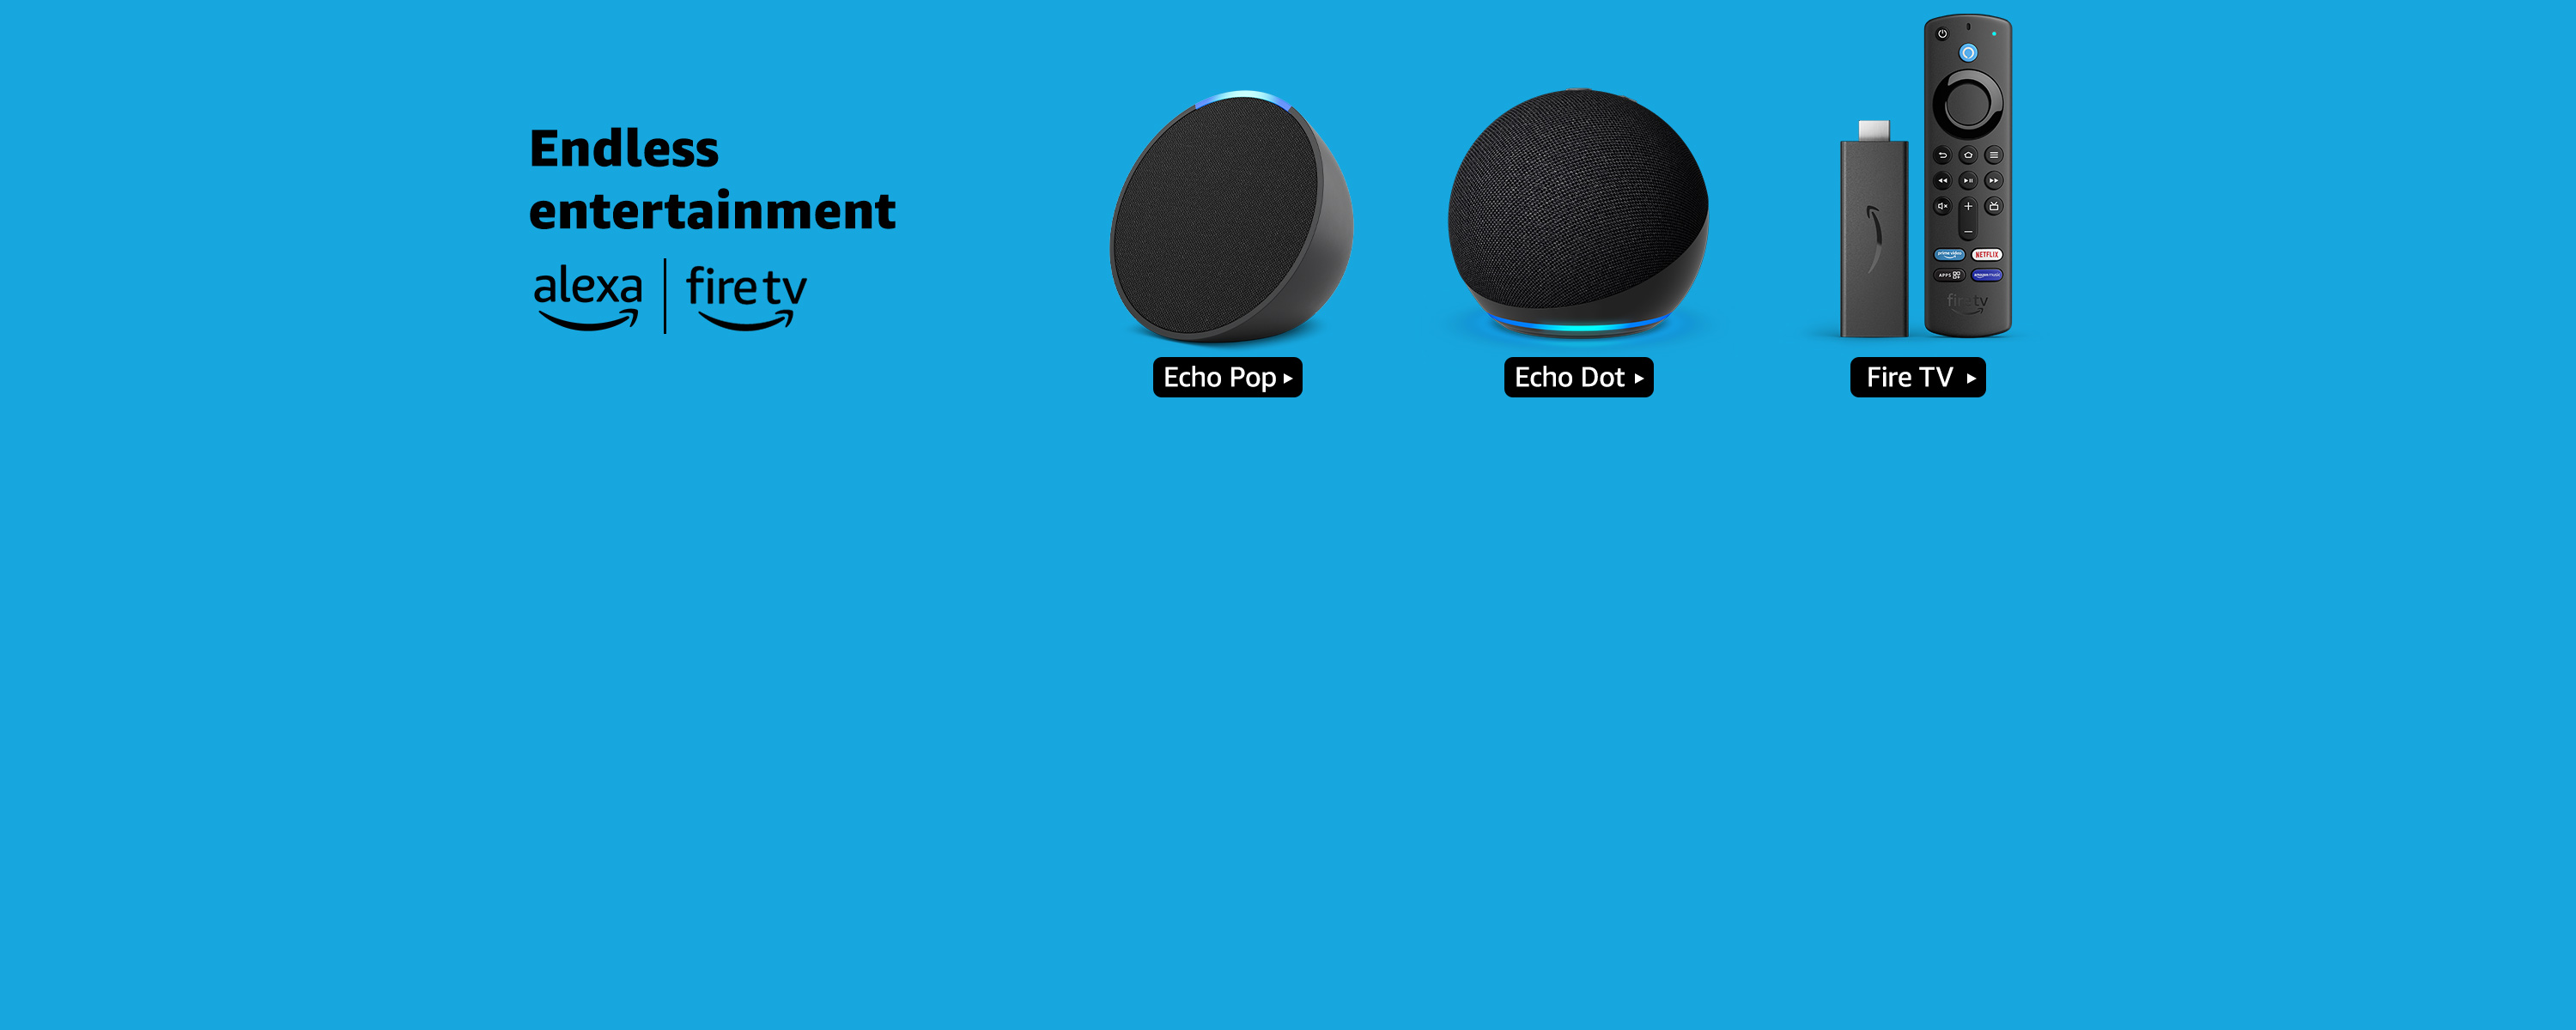 Endless
entertainment
alexa | fire tv
prime video NETFLIX
APPS amazon music
fire tv
Echo Pop ▸ Echo Dot ▸ Fire TV ▸